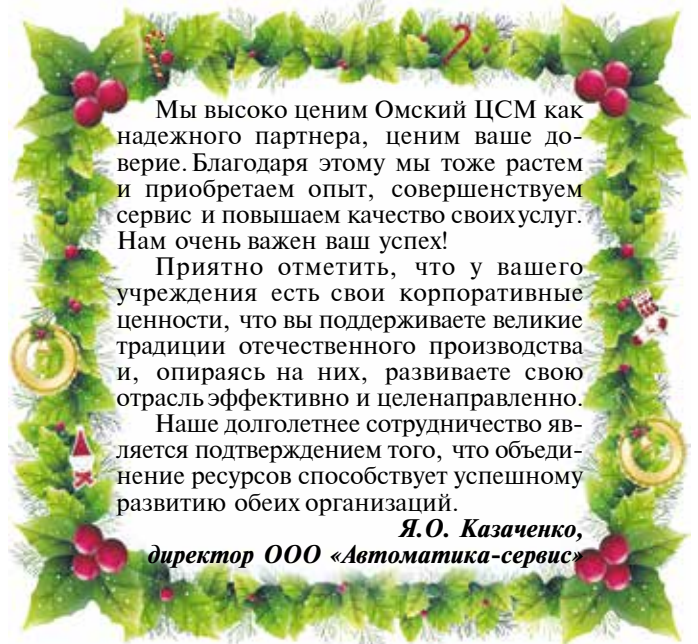 Мы высоко ценим Омский ЦСМ как
надежного партнера, ценим ваше до-
верие. Благодаря этому мы тоже растем
и приобретаем опыт, совершенствуем
сервис и повышаем качество своих услуг.
Нам очень важен ваш успех!
Приятно отметить, что у вашего
учреждения есть свои корпоративные
ценности, что вы поддерживаете великие
традиции отечественного производства
и, опираясь на них, развиваете свою
отрасль эффективно и целенаправленно.
Наше долголетнее сотрудничество яв-
ляется подтверждением того, что объеди-
нение ресурсов способствует успешному
развитию обеих организаций.
Я.О. Казаченко,
директор ООО «Автоматика-сервис»